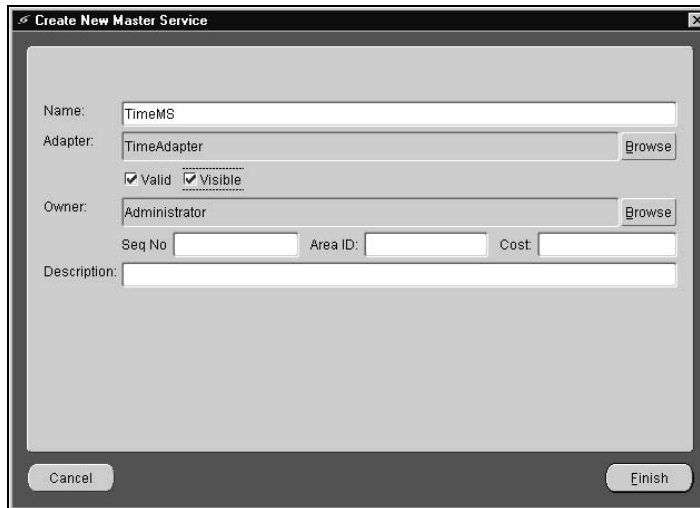 Create New Master Service
Name: TimeMS
Adapter: TimeAdapter Browse
Valid Visible
Owner: Administrator Browse
Seq No Area ID: Cost:
Description:
Cancel Finish